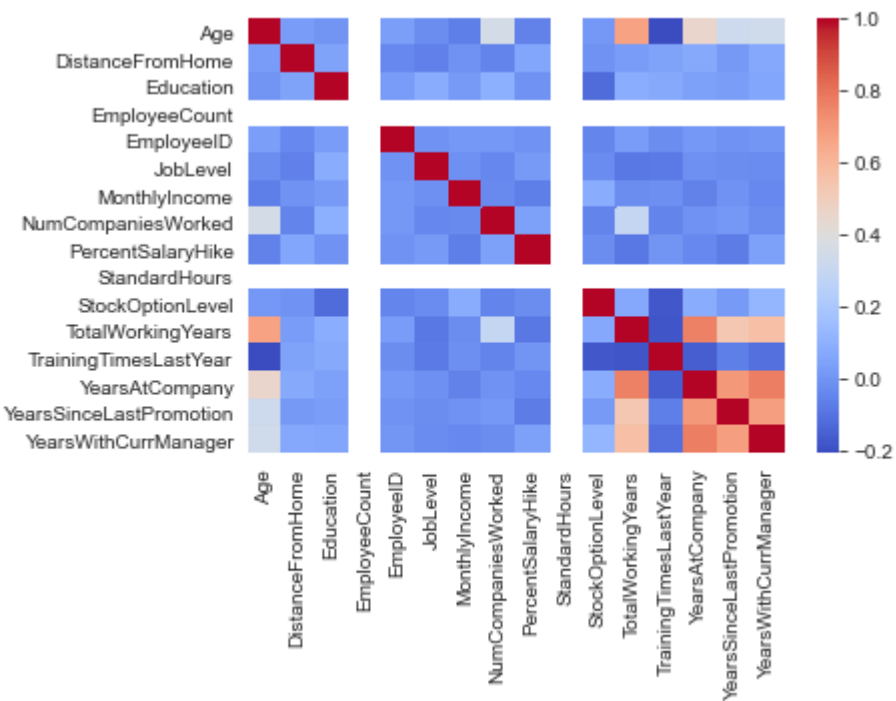 Age
DistanceFromHome
Education
EmployeeCount
EmployeeID
JobLevel
MonthlyIncome
NumCompaniesWorked
PercentSalaryHike
StandardHours
StockOptionLevel
TotalWorkingYears
TrainingTimesLastYear
YearsAtCompany
YearsSinceLastPromotion
YearsWithCurrManager
Age
DistanceFromHome
Education
EmployeeCount
EmployeeID
JobLevel
MonthlyIncome
NumCompaniesWorked
PercentSalaryHike
StandardHours
StockOptionLevel
TotalWorkingYears
TrainingTimesLastYear
YearsAtCompany
YearsSinceLastPromotion
YearsWithCurrManager
1.0
0.8
0.6
0.4
0.2
0.0
-0.2